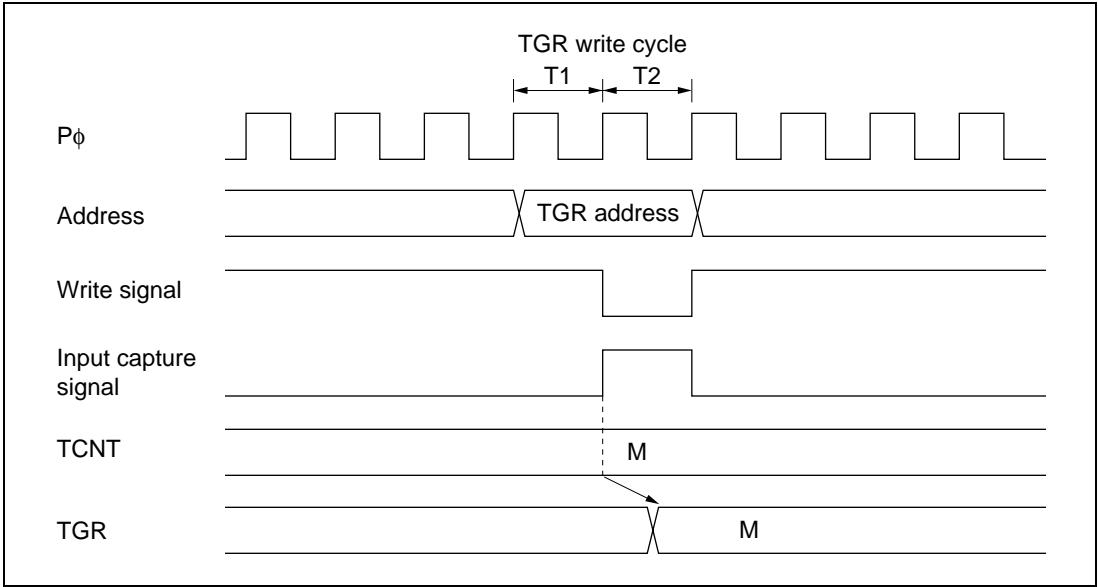 TGR write cycle
T1 T2
Pϕ
Address
TGR address
Write signal
Input capture
signal
TCNT
M
TGR
M